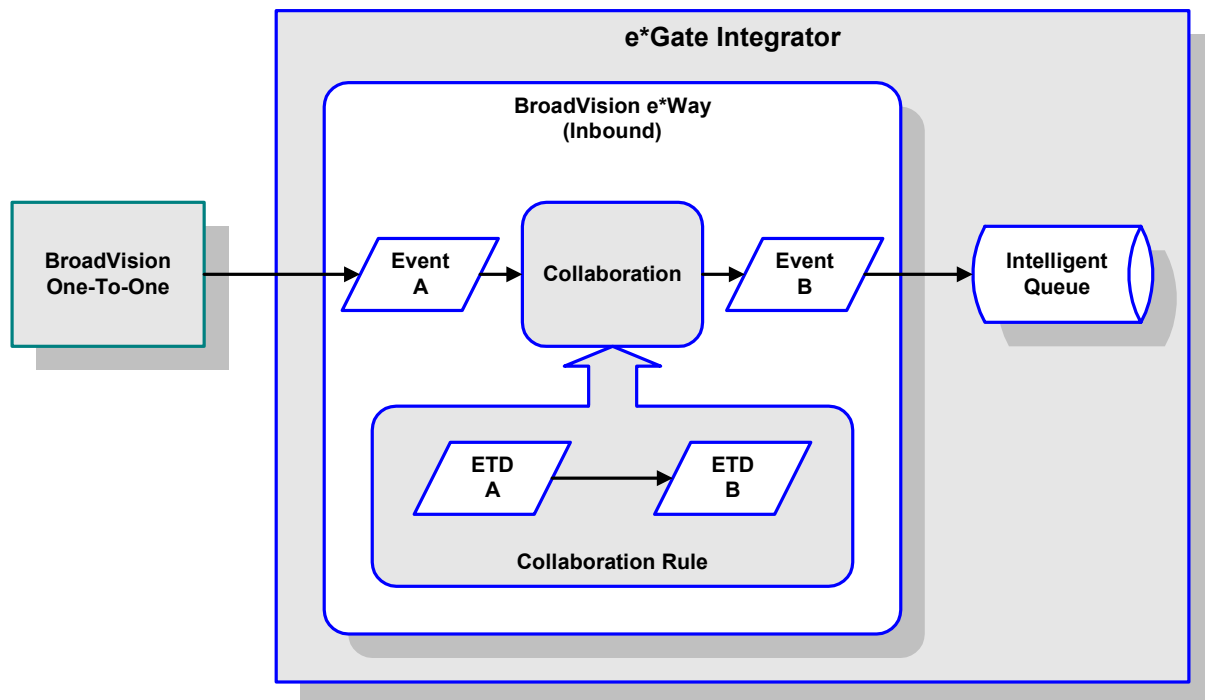 e*Gate Integrator
BroadVision e*Way
(Inbound)
BroadVision
One-To-One
Event
A
Collaboration
Event
B
Intelligent
Queue
ETD
A
ETD
B
Collaboration Rule